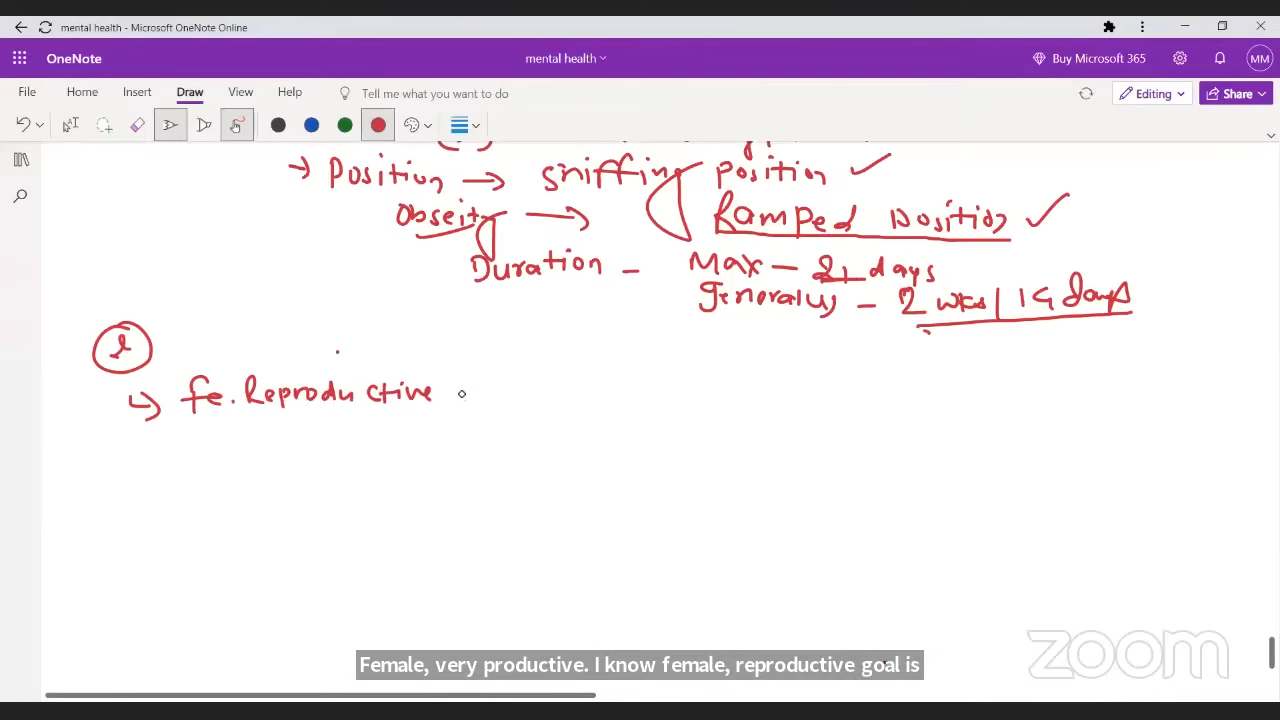 mental health - Microsoft OneNote Online
OneNote
mental health
Buy Microsoft 365
MM
File Home Insert Draw View Help Tell me what you want to do
Editing
Share
→ Position → sniffing position ✓
Obseity → Ramped position ✓
Duration - Max - 21 days
Generally - 2 wks / 14 days
↳ fe. Reproductive
zoom
Female, very productive. I know female, reproductive goal is